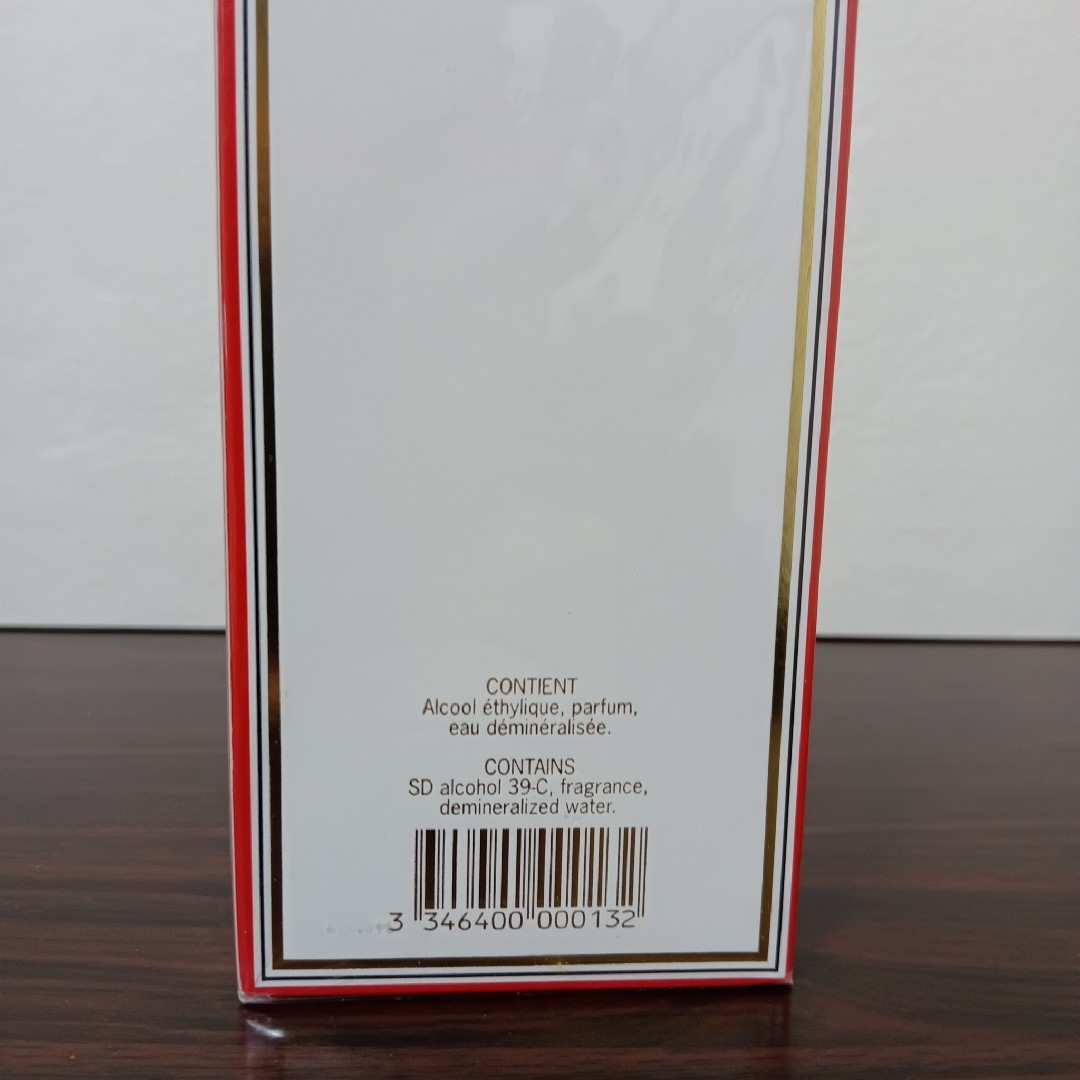 CONTIENT
Alcool éthylique, parfum,
eau déminéralisée.
CONTAINS
SD alcohol 39-C, fragrance,
demineralized water.
3 346400 000132